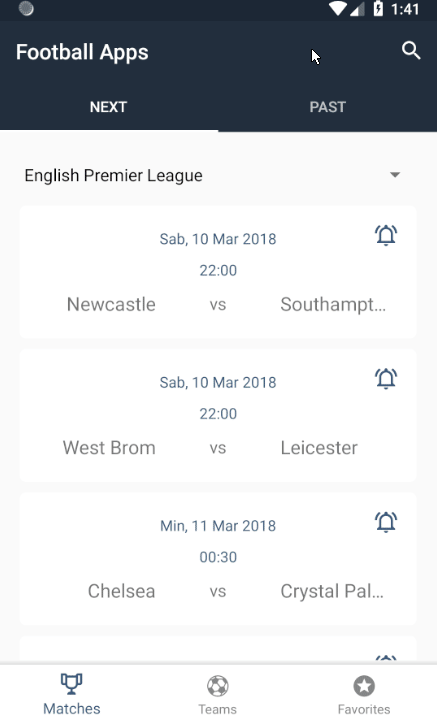 1:41
Football Apps
NEXT PAST
English Premier League
Sab, 10 Mar 2018
22:00
Newcastle vs Southampt...
Sab, 10 Mar 2018
22:00
West Brom vs Leicester
Min, 11 Mar 2018
00:30
Chelsea vs Crystal Pal...
Matches Teams Favorites